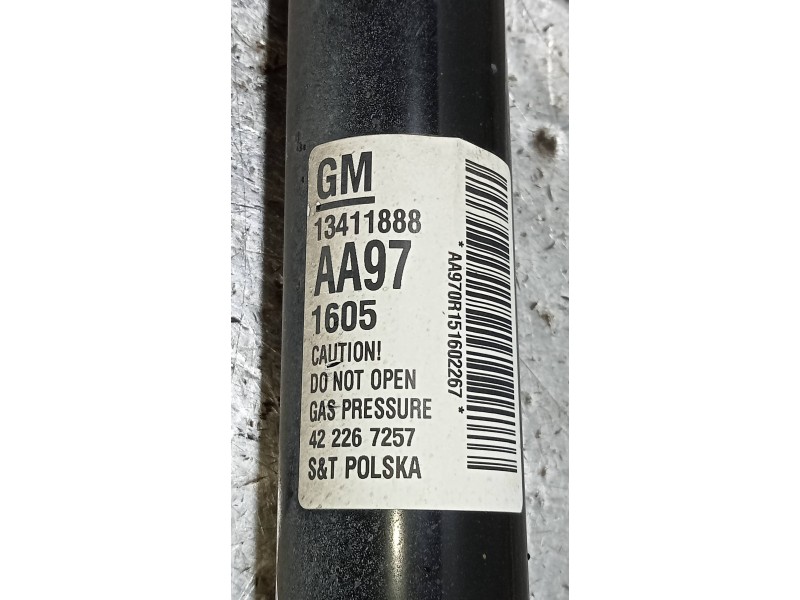 GM
13411888
AA97
1605
CAUTION!
DO NOT OPEN
GAS PRESSURE
42 226 7257
S&T POLSKA
* AA970R151602267 *